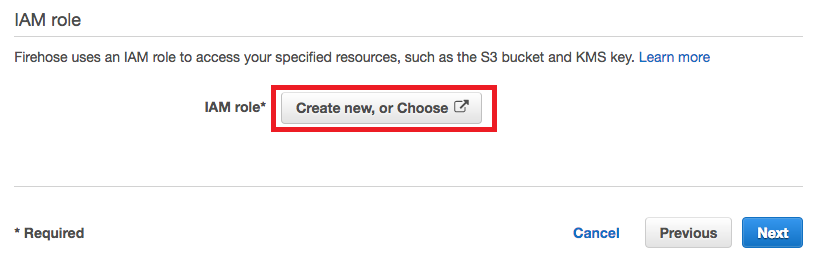 IAM role
Firehose uses an IAM role to access your specified resources, such as the S3 bucket and KMS key. Learn more
IAM role* Create new, or Choose
* Required Cancel Previous Next